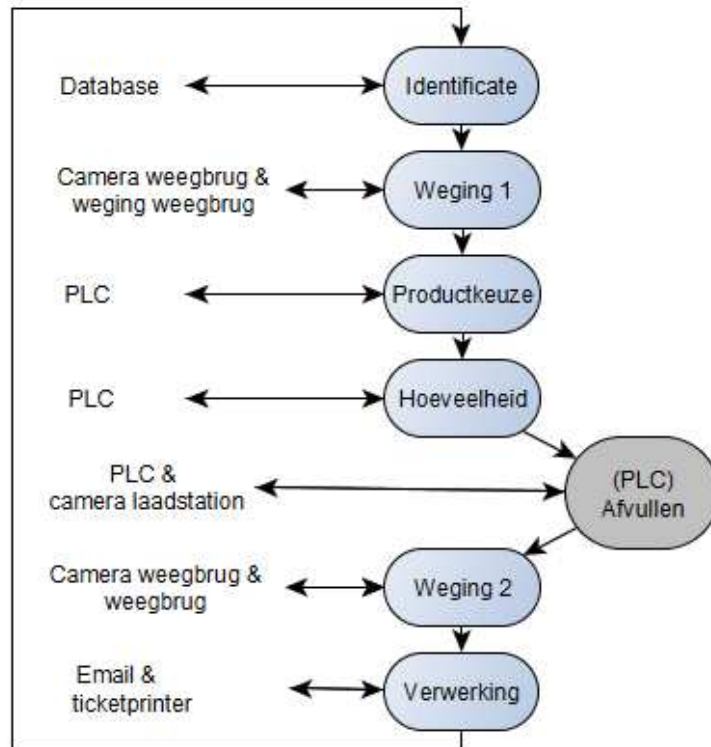 Database
Identificate
Camera weegbrug &
weging weegbrug
Weging 1
PLC
Productkeuze
PLC
Hoeveelheid
PLC &
camera laadstation
(PLC)
Afvullen
Camera weegbrug &
weegbrug
Weging 2
Email &
ticketprinter
Verwerking